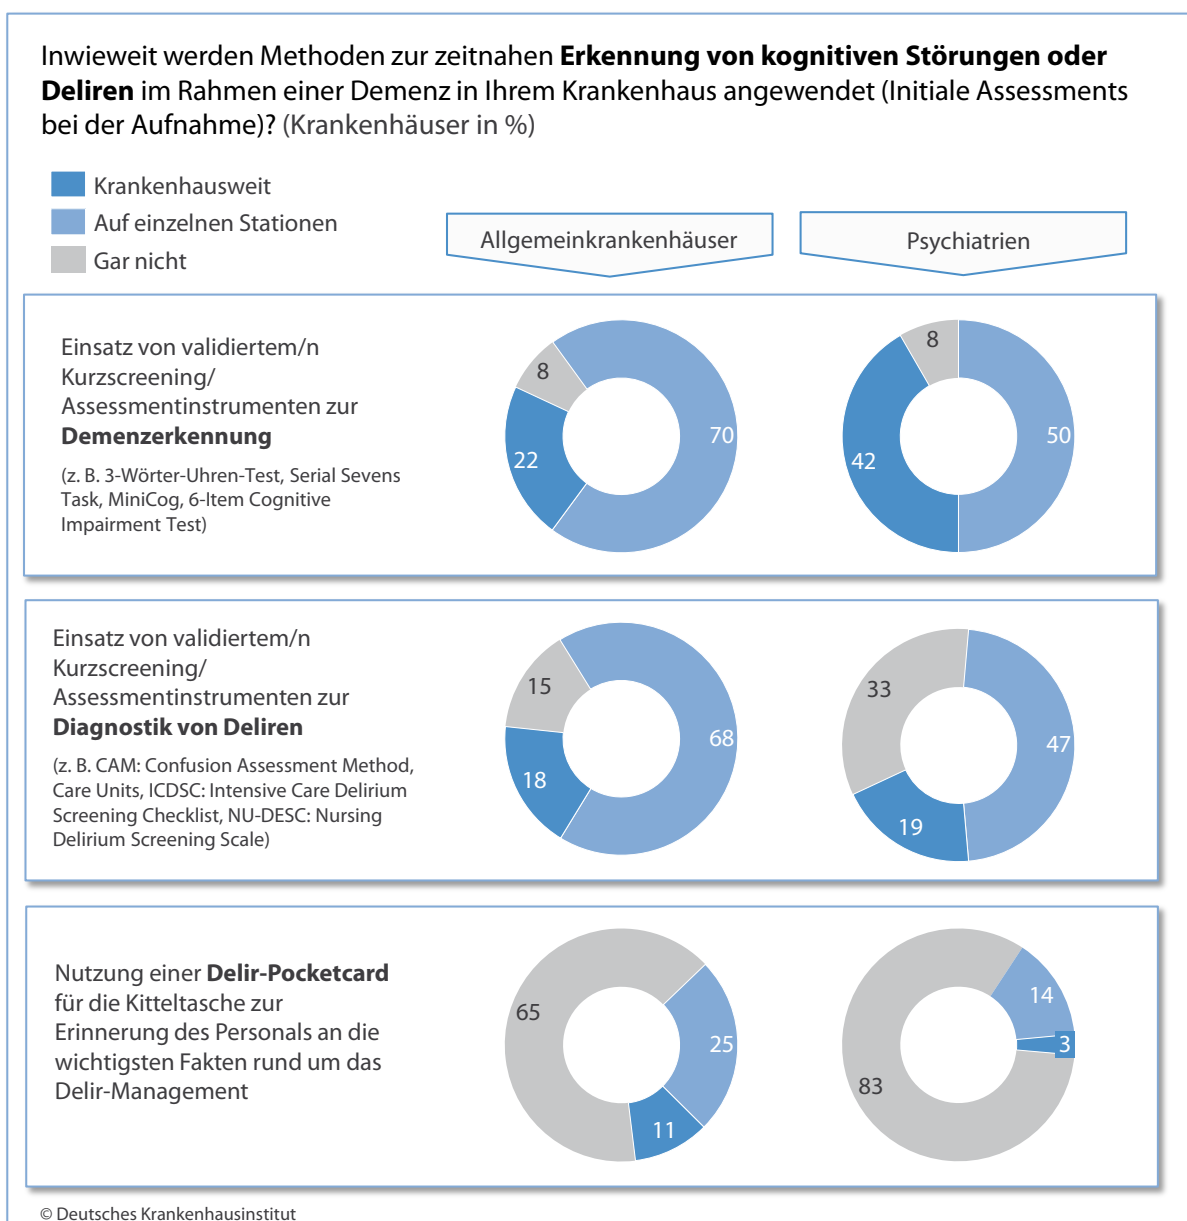 Inwieweit werden Methoden zur zeitnahen Erkennung von kognitiven Störungen oder
Deliren im Rahmen einer Demenz in Ihrem Krankenhaus angewendet (Initiale Assessments
bei der Aufnahme)? (Krankenhäuser in %)
Krankenhausweit
Auf einzelnen Stationen
Gar nicht
Allgemeinkrankenhäuser
Psychiatrien
Einsatz von validiertem/n
Kurzscreening/
Assessmentinstrumenten zur
Demenzerkennung
(z. B. 3-Wörter-Uhren-Test, Serial Sevens
Task, MiniCog, 6-Item Cognitive
Impairment Test)
8
70
22
8
50
42
Einsatz von validiertem/n
Kurzscreening/
Assessmentinstrumenten zur
Diagnostik von Deliren
(z. B. CAM: Confusion Assessment Method,
Care Units, ICDSC: Intensive Care Delirium
Screening Checklist, NU-DESC: Nursing
Delirium Screening Scale)
15
68
18
33
47
19
Nutzung einer Delir-Pocketcard
für die Kitteltasche zur
Erinnerung des Personals an die
wichtigsten Fakten rund um das
Delir-Management
65
25
11
14
3
83
© Deutsches Krankenhausinstitut